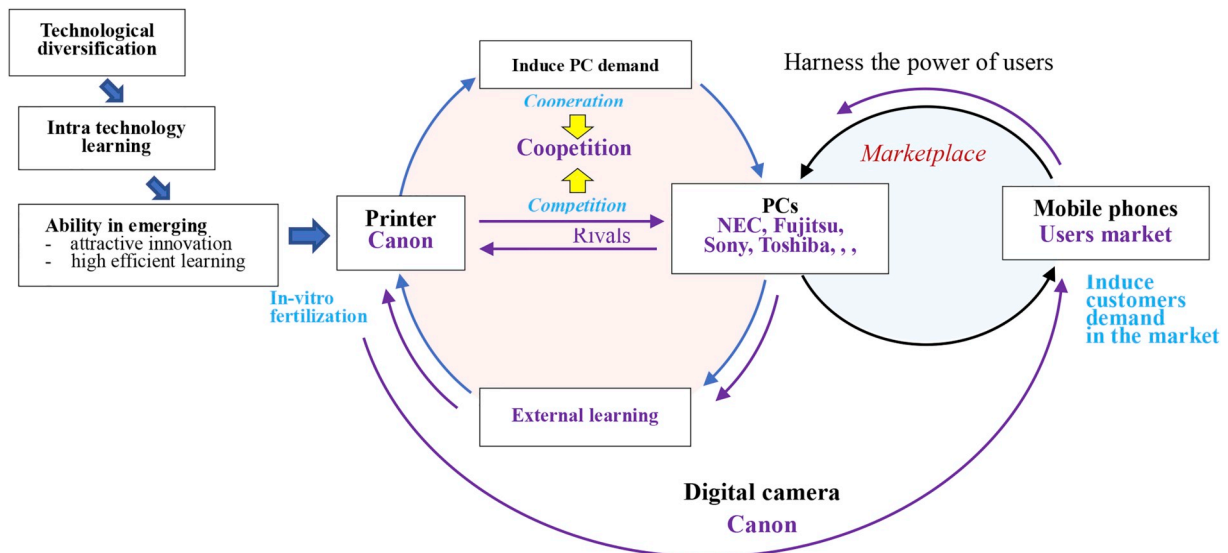 Technological
diversification
Intra technology
learning
Ability in emerging
- attractive innovation
- high efficient learning
In-vitro
fertilization
Printer
Canon
Induce PC demand
Cooperation
Coopetition
Competition
Rivals
External learning
PCs
NEC, Fujitsu,
Sony, Toshiba, , ,
Harness the power of users
Marketplace
Mobile phones
Users market
Induce
customers
demand
in the market
Digital camera
Canon